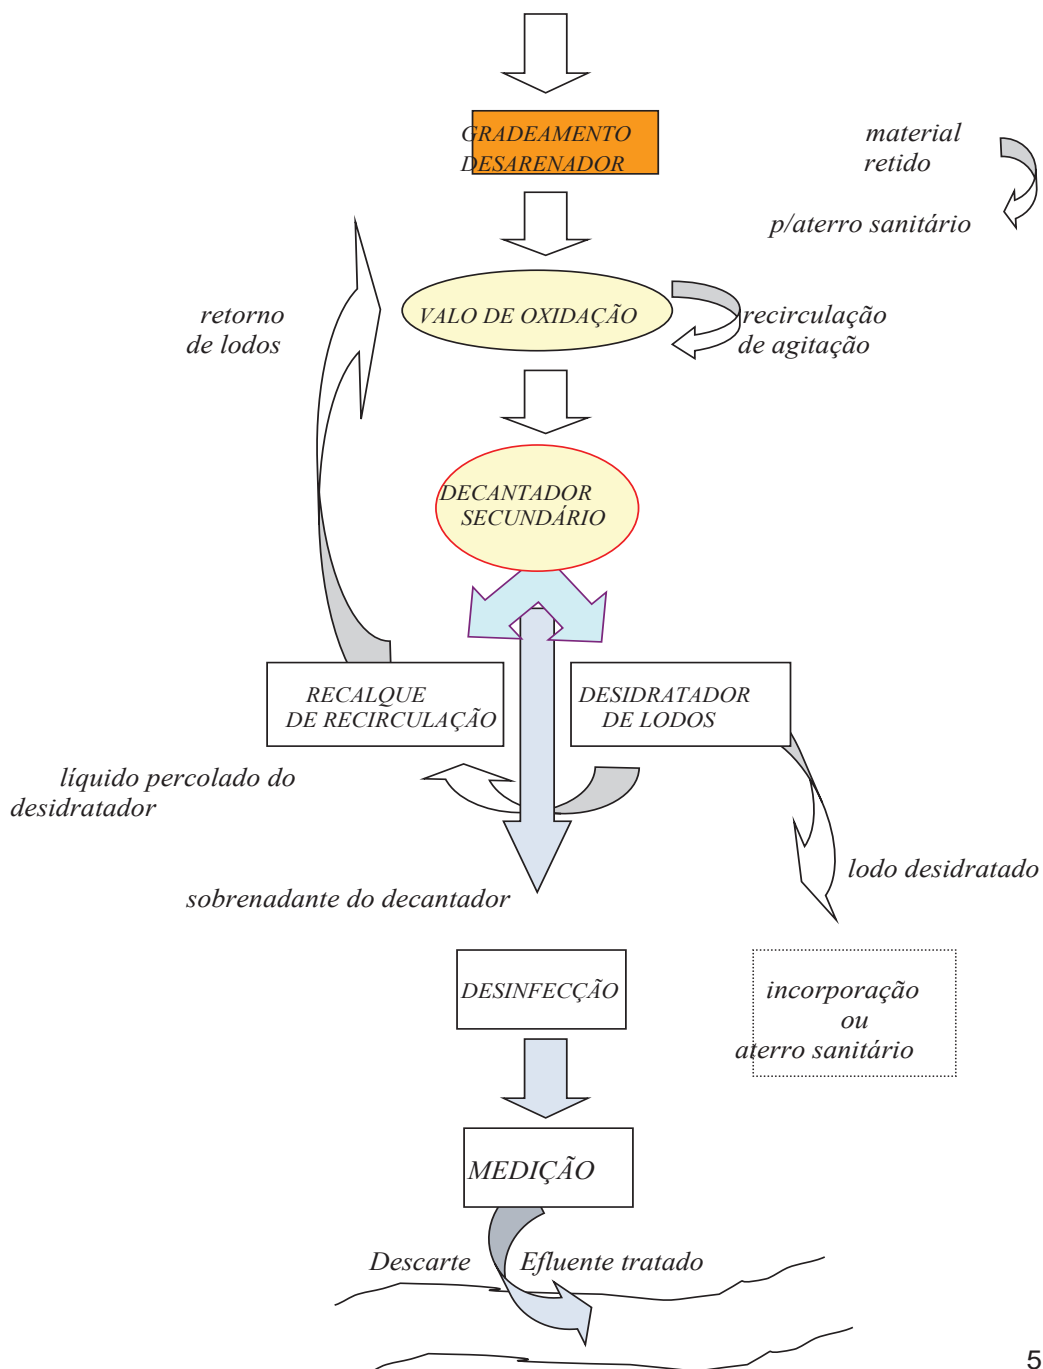 GRADEAMENTO
DESARENADOR
material
retido
p/aterro sanitário
retorno
de lodos
VALO DE OXIDAÇÃO
recirculação
de agitação
DECANTADOR
SECUNDÁRIO
RECALQUE
DE RECIRCULAÇÃO
DESIDRATADOR
DE LODOS
líquido percolado do
desidratador
lodo desidratado
sobrenadante do decantador
DESINFECÇÃO
incorporação
ou
aterro sanitário
MEDIÇÃO
Descarte
Efluente tratado
5